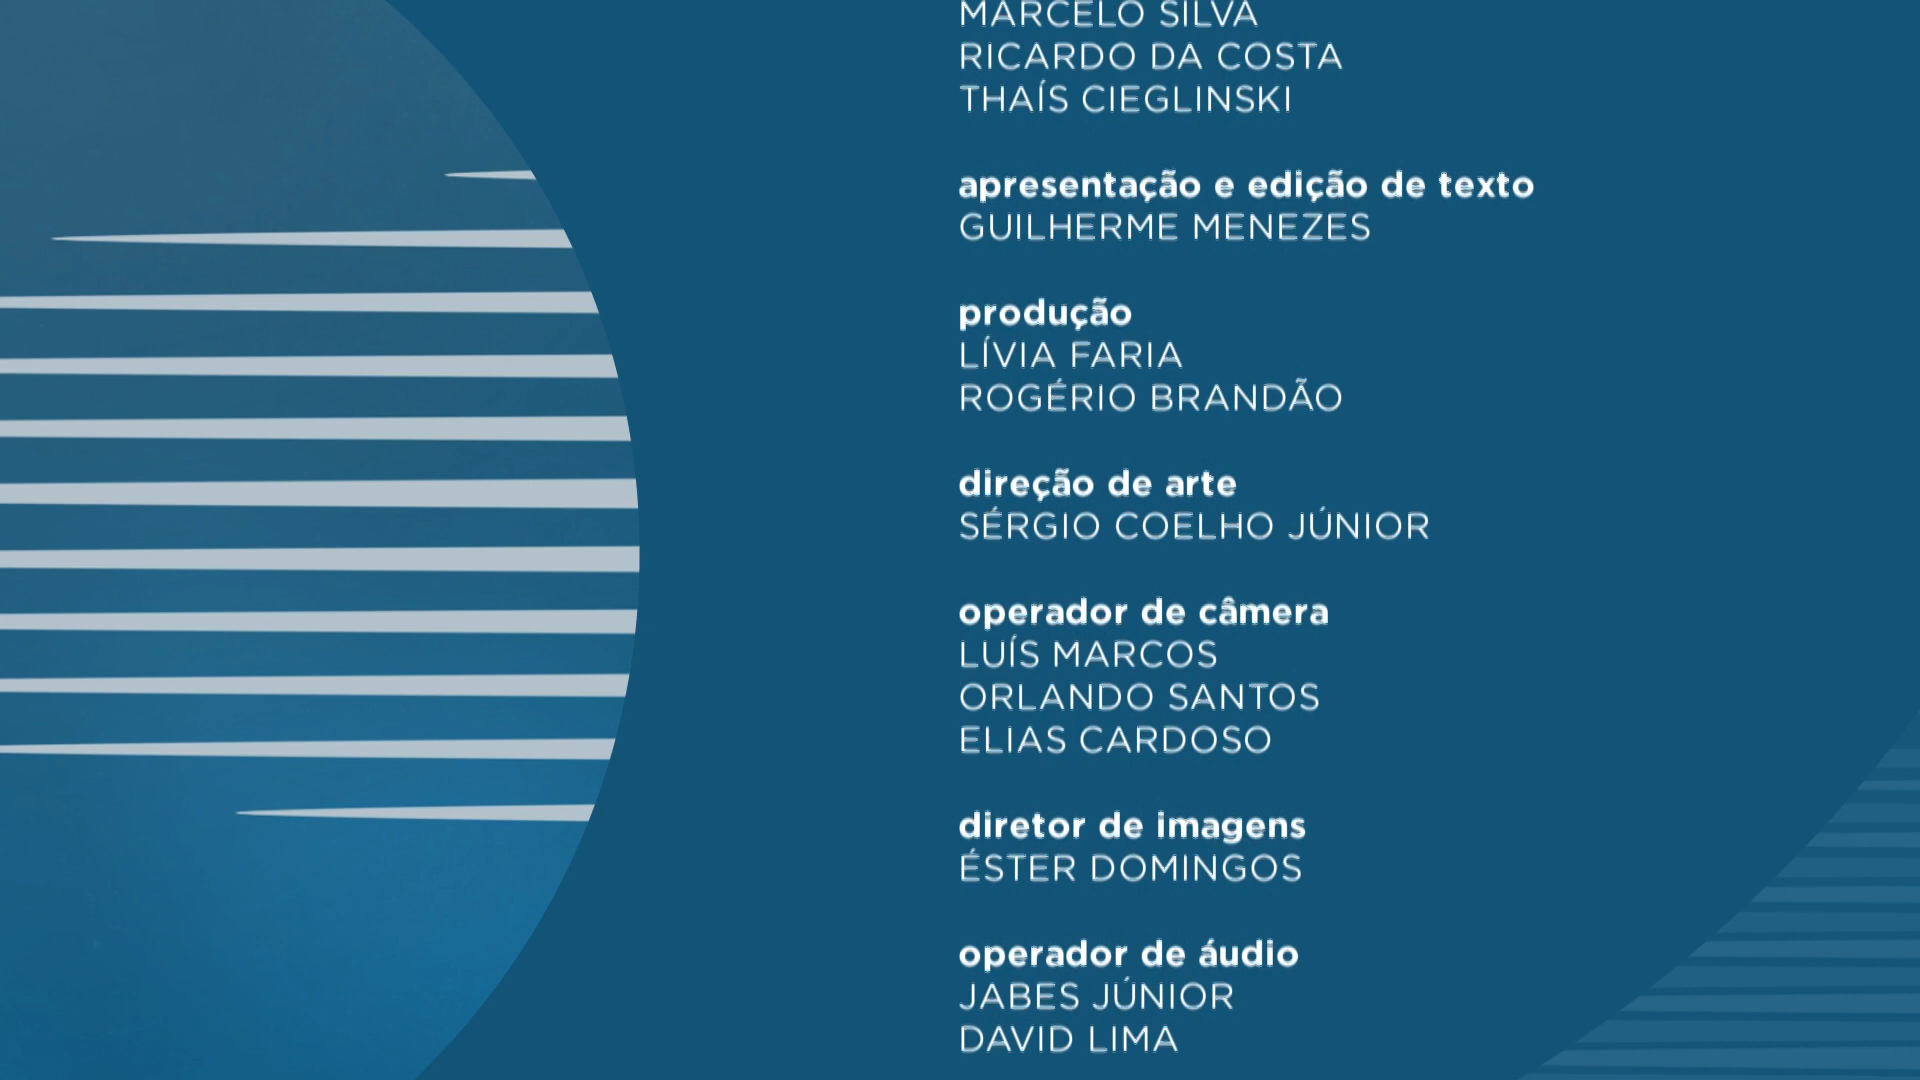 MARCELO SILVA
RICARDO DA COSTA
THAÍS CIEGLINSKI
apresentação e edição de texto
GUILHERME MENEZES
produção
LÍVIA FARIA
ROGÉRIO BRANDÃO
direção de arte
SÉRGIO COELHO JÚNIOR
operador de câmera
LUÍS MARCOS
ORLANDO SANTOS
ELIAS CARDOSO
diretor de imagens
ÉSTER DOMINGOS
operador de áudio
JABES JÚNIOR
DAVID LIMA